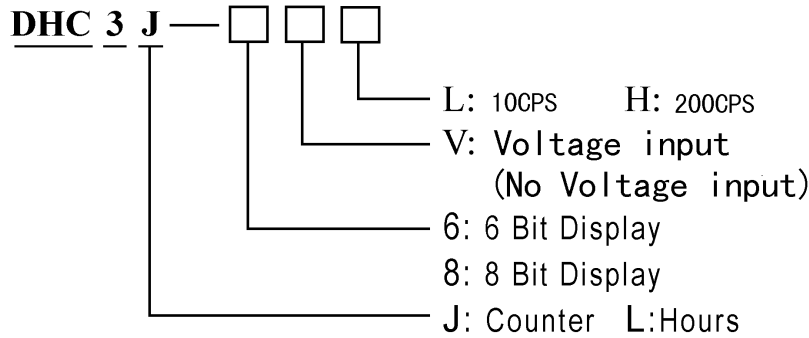 DHC 3 J — □ □ □
L: 10CPS H: 200CPS
V: Voltage input
(No Voltage input)
6: 6 Bit Display
8: 8 Bit Display
J: Counter L:Hours